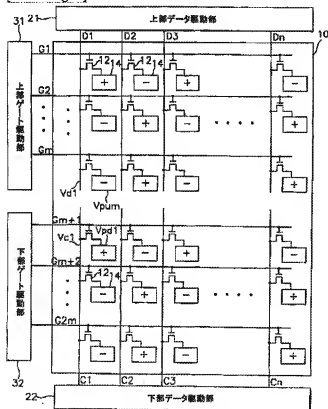 21
上部データ駆動部
31
D1 D2 D3 Dn
10
G1
12 14 12 14
+ - + -
G2
- + - +
上部ゲート駆動部
Gm
- + - +
Vd1
Vpum
Gm+1
Vc1 Vpd1
+ - + -
Gm+2
12 14
- + - +
下部ゲート駆動部
G2m
- + - +
32
C1 C2 C3 Cn
22
下部データ駆動部